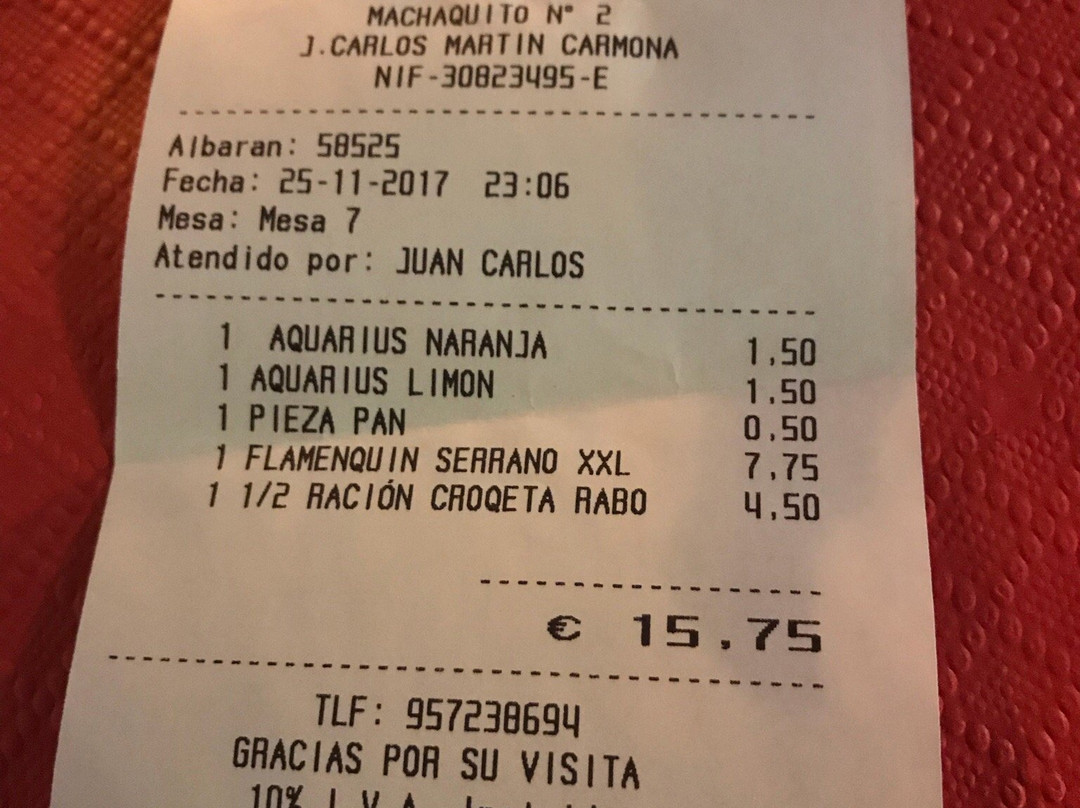 MACHAQUITO Nº 2
J.CARLOS MARTIN CARMONA
NIF-30823495-E
Albaran: 58525
Fecha: 25-11-2017 23:06
Mesa: Mesa 7
Atendido por: JUAN CARLOS
1 AQUARIUS NARANJA 1,50
1 AQUARIUS LIMON 1,50
1 PIEZA PAN 0,50
1 FLAMENQUIN SERRANO XXL 7,75
1 1/2 RACIÓN CROQETA RABO 4,50
€ 15,75
TLF: 957238694
GRACIAS POR SU VISITA
10% I.V.A.